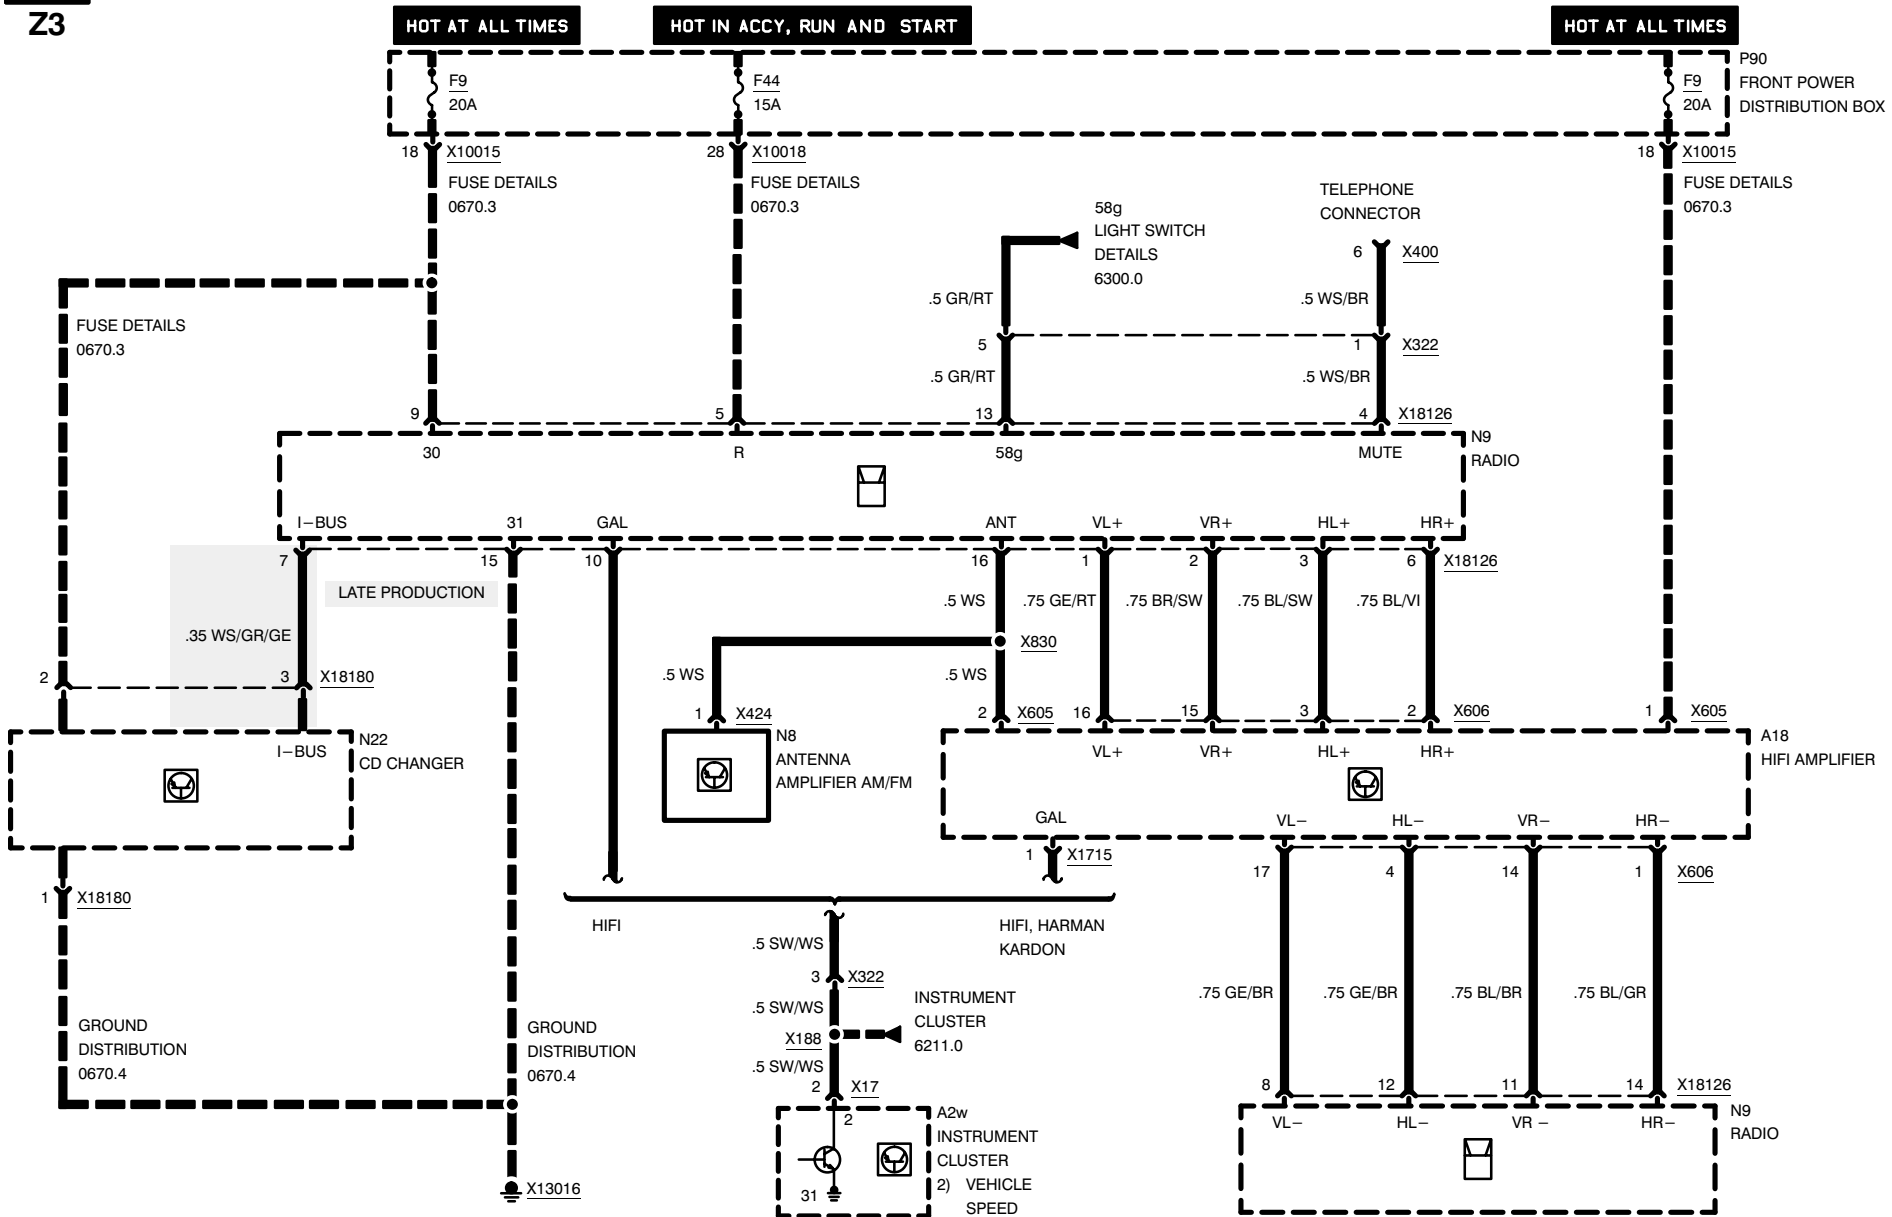 Z3
HOT AT ALL TIMES
HOT IN ACCY, RUN AND START
HOT AT ALL TIMES
F9
20A
F44
15A
F9
20A
P90
FRONT POWER
DISTRIBUTION BOX
18 X10015
28 X10018
18 X10015
FUSE DETAILS
0670.3
FUSE DETAILS
0670.3
FUSE DETAILS
0670.3
58g
LIGHT SWITCH
DETAILS
6300.0
TELEPHONE
CONNECTOR
6 X400
.5 GR/RT
.5 WS/BR
FUSE DETAILS
0670.3
5
1 X322
.5 GR/RT
.5 WS/BR
9
5
13
4 X18126
30
R
58g
MUTE
N9
RADIO
I-BUS
31
GAL
ANT
VL+
VR+
HL+
HR+
7
15
10
16
1
2
3
6 X18126
LATE PRODUCTION
.5 WS
.75 GE/RT
.75 BR/SW
.75 BL/SW
.75 BL/VI
.35 WS/GR/GE
X830
.5 WS
.5 WS
2
3 X18180
1 X424
2 X605
16
15
3
2 X606
1 X605
I-BUS
N22
CD CHANGER
N8
ANTENNA
AMPLIFIER AM/FM
VL+
VR+
HL+
HR+
A18
HIFI AMPLIFIER
GAL
VL-
HL-
VR-
HR-
1 X1715
17
4
14
1 X606
1 X18180
HIFI
HIFI, HARMAN
KARDON
.5 SW/WS
3 X322
.5 SW/WS
INSTRUMENT
CLUSTER
6211.0
X188
.5 SW/WS
2 X17
.75 GE/BR
.75 GE/BR
.75 BL/BR
.75 BL/GR
GROUND
DISTRIBUTION
0670.4
GROUND
DISTRIBUTION
0670.4
8
12
11
14 X18126
VL-
HL-
VR -
HR-
N9
RADIO
2
31
A2w
INSTRUMENT
CLUSTER
2) VEHICLE
SPEED
X13016